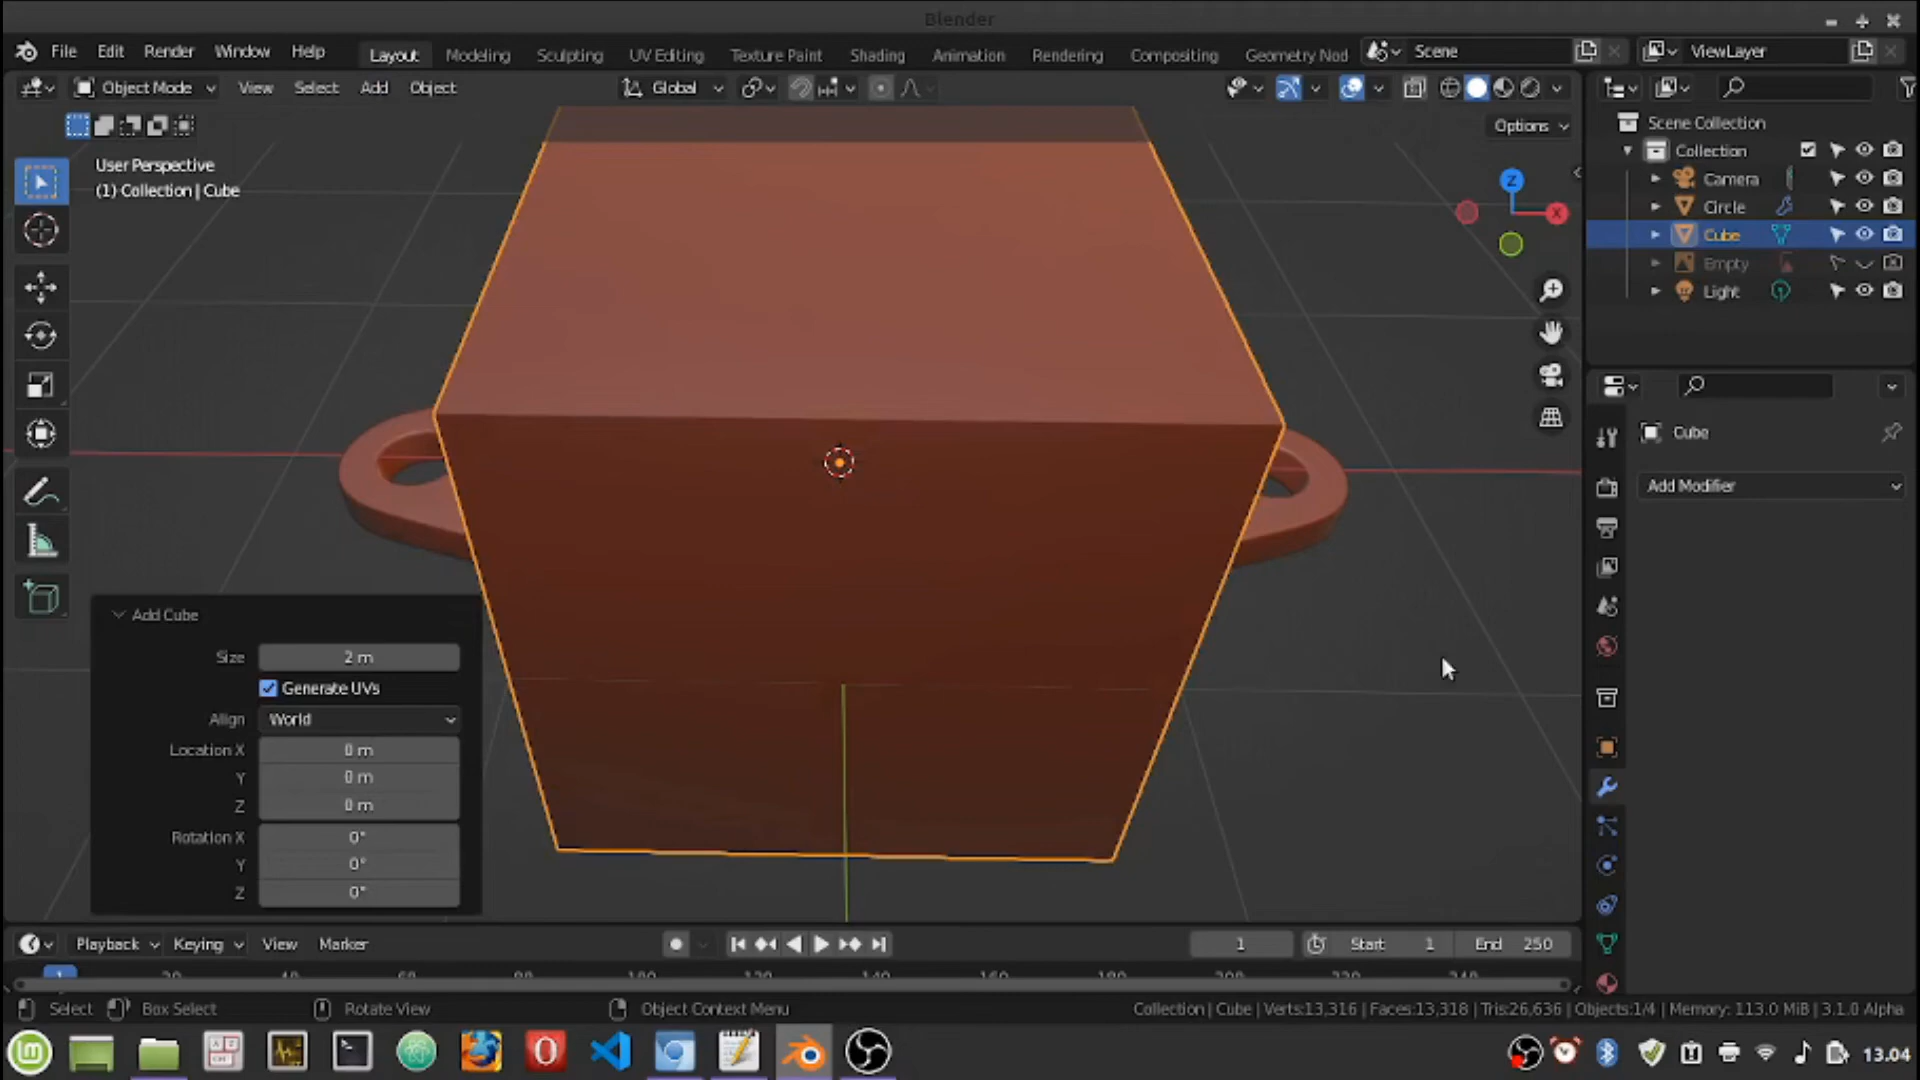 Blender
File Edit Render Window Help Layout Modeling Sculpting UV Editing Texture Paint Shading Animation Rendering Compositing Geometry Nod Scene ViewLayer
Object Mode View Select Add Object Global
Options
User Perspective
(1) Collection | Cube
Z
X
Scene Collection
Collection
Camera
Circle
Cube
Empty
Light
Cube
Add Modifier
Add Cube
Size 2 m
Generate UVs
Align World
Location X 0 m
Y 0 m
Z 0 m
Rotation X 0°
Y 0°
Z 0°
Playback Keying View Marker 1 Start 1 End 250
Select Box Select Rotate View Object Context Menu Collection | Cube | Verts:13,316 | Faces:13,318 | Tris:26,636 | Objects:1/4 | Memory: 113.0 MiB | 3.1.0 Alpha
13.04